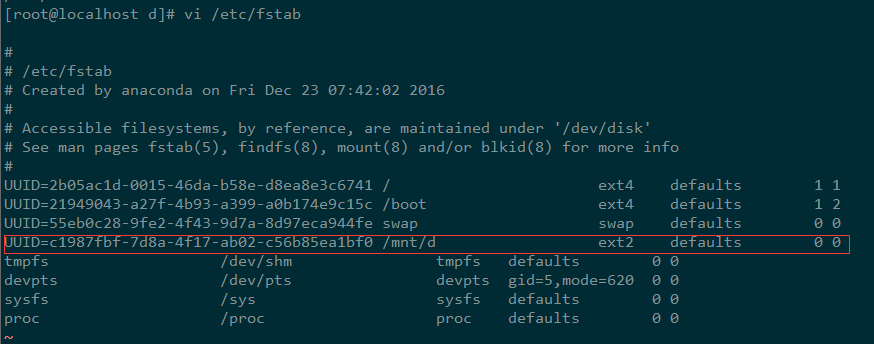 [root@localhost d]# vi /etc/fstab
#
# /etc/fstab
# Created by anaconda on Fri Dec 23 07:42:02 2016
#
# Accessible filesystems, by reference, are maintained under '/dev/disk'
# See man pages fstab(5), findfs(8), mount(8) and/or blkid(8) for more info
#
UUID=2b05ac1d-0015-46da-b58e-d8ea8e3c6741 /                       ext4    defaults        1 1
UUID=21949043-a27f-4b93-a399-a0b174e9c15c /boot                   ext4    defaults        1 2
UUID=55eb0c28-9fe2-4f43-9d7a-8d97eca944fe swap                    swap    defaults        0 0
UUID=c1987fbf-7d8a-4f17-ab02-c56b85ea1bf0 /mnt/d                  ext2    defaults        0 0
tmpfs                   /dev/shm                tmpfs   defaults        0 0
devpts                  /dev/pts                devpts  gid=5,mode=620  0 0
sysfs                   /sys                    sysfs   defaults        0 0
proc                    /proc                   proc    defaults        0 0
~